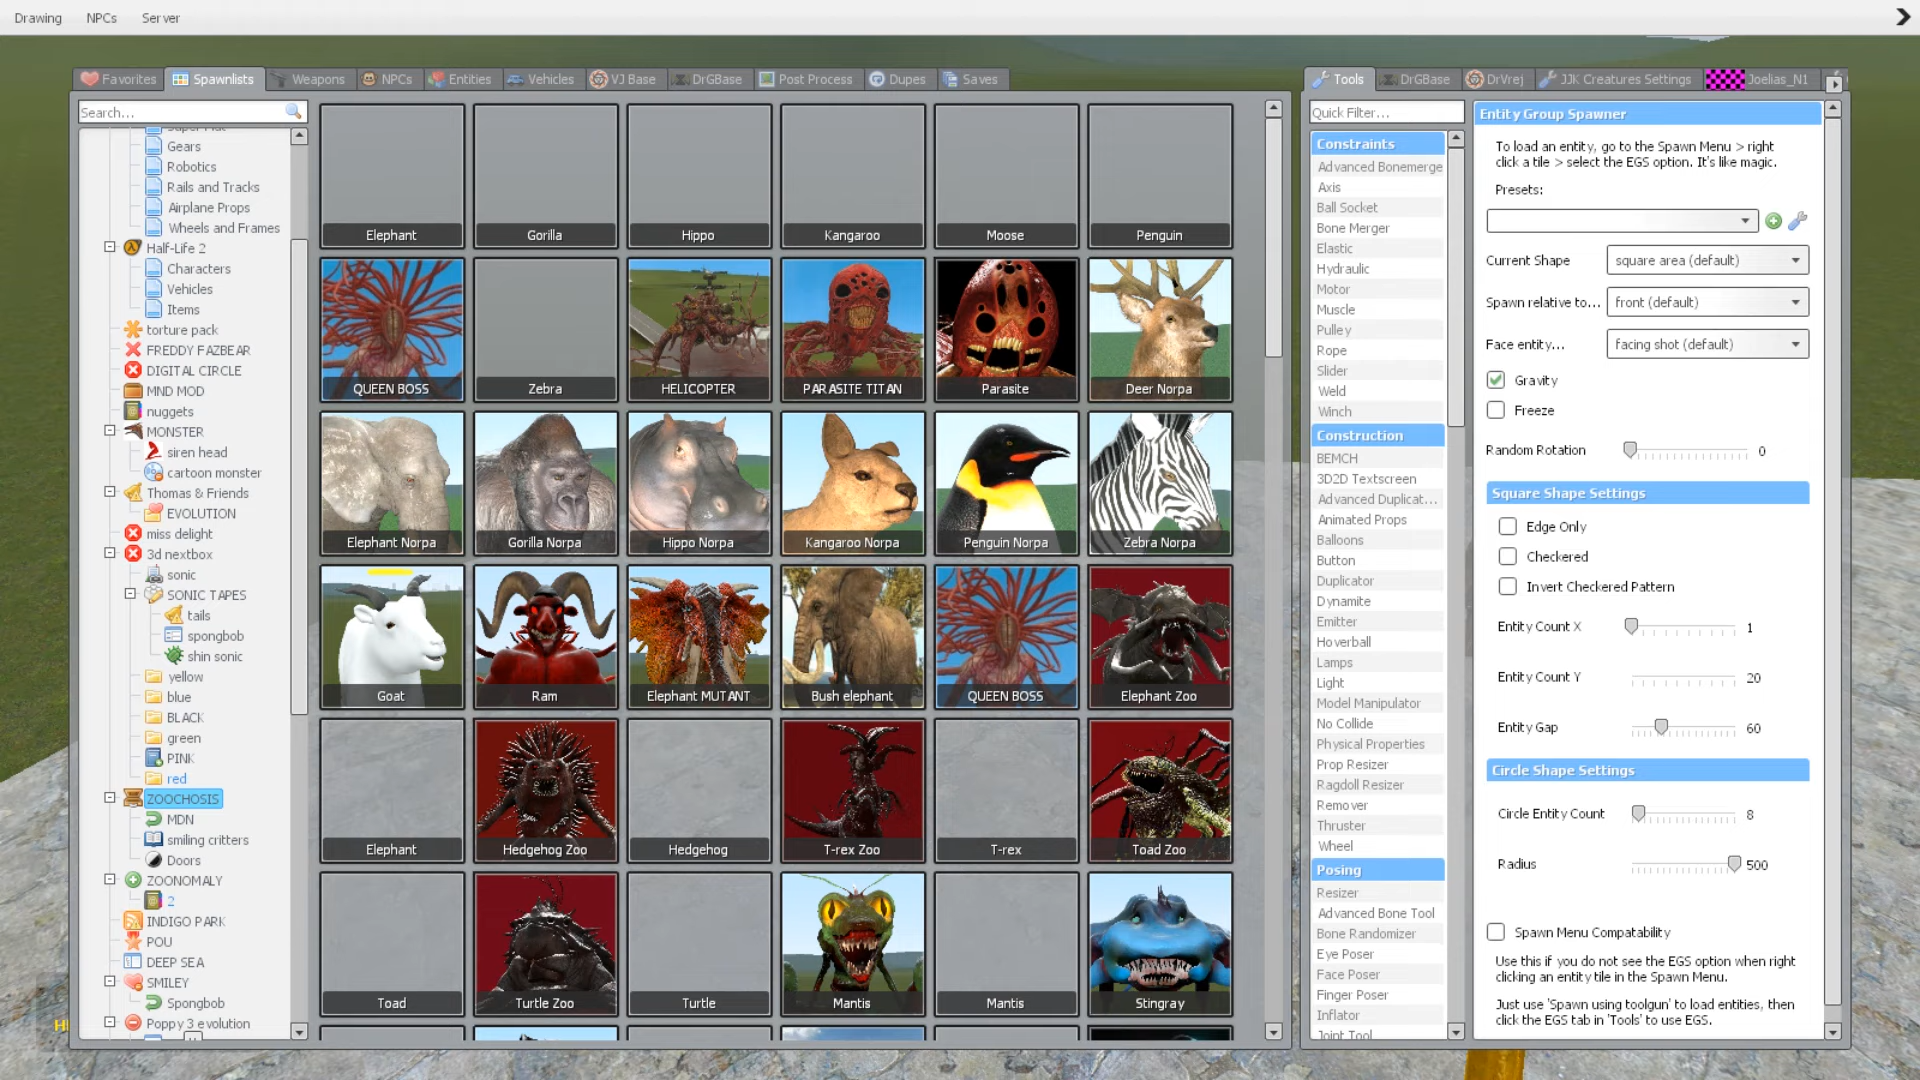 Drawing NPCs Server
Favorites Spawnlists Weapons NPCs Entities Vehicles VJ Base DrGBase Post Process Dupes Saves
Search...
Gears
Robotics
Rails and Tracks
Airplane Props
Wheels and Frames
Half-Life 2
Characters
Vehicles
Items
torture pack
FREDDY FAZBEAR
DIGITAL CIRCLE
MND MOD
nuggets
MONSTER
siren head
cartoon monster
Thomas & Friends
EVOLUTION
miss delight
3d nextbox
sonic
SONIC TAPES
tails
spongbob
shin sonic
yellow
blue
BLACK
green
PINK
red
ZOOCHOSIS
MDN
smiling critters
Doors
ZOONOMALY
2
INDIGO PARK
POU
DEEP SEA
SMILEY
Spongbob
Poppy 3 evolution
Elephant Gorilla Hippo Kangaroo Moose Penguin
QUEEN BOSS Zebra HELICOPTER PARASITE TITAN Parasite Deer Norpa
Elephant Norpa Gorilla Norpa Hippo Norpa Kangaroo Norpa Penguin Norpa Zebra Norpa
Goat Ram Elephant MUTANT Bush elephant QUEEN BOSS Elephant Zoo
Elephant Hedgehog Zoo Hedgehog T-rex Zoo T-rex Toad Zoo
Toad Turtle Zoo Turtle Mantis Mantis Stingray
Tools DrGBase DrVrej JJK Creatures Settings Joelias_N1
Quick Filter...
Constraints
Advanced Bonemerge
Axis
Ball Socket
Bone Merger
Elastic
Hydraulic
Motor
Muscle
Pulley
Rope
Slider
Weld
Winch
Construction
BEMCH
3D2D Textscreen
Advanced Duplicat...
Animated Props
Balloons
Button
Duplicator
Dynamite
Emitter
Hoverball
Lamps
Light
Model Manipulator
No Collide
Physical Properties
Prop Resizer
Ragdoll Resizer
Remover
Thruster
Wheel
Posing
Resizer
Advanced Bone Tool
Bone Randomizer
Eye Poser
Face Poser
Finger Poser
Inflator
Joint Tool
Entity Group Spawner
To load an entity, go to the Spawn Menu > right
click a tile > select the EGS option. It's like magic.
Presets:
Current Shape square area (default)
Spawn relative to... front (default)
Face entity... facing shot (default)
Gravity
Freeze
Random Rotation 0
Square Shape Settings
Edge Only
Checkered
Invert Checkered Pattern
Entity Count X 1
Entity Count Y 20
Entity Gap 60
Circle Shape Settings
Circle Entity Count 8
Radius 500
Spawn Menu Compatability
Use this if you do not see the EGS option when right
clicking an entity tile in the Spawn Menu.
Just use 'Spawn using toolgun' to load entities, then
click the EGS tab in 'Tools' to use EGS.